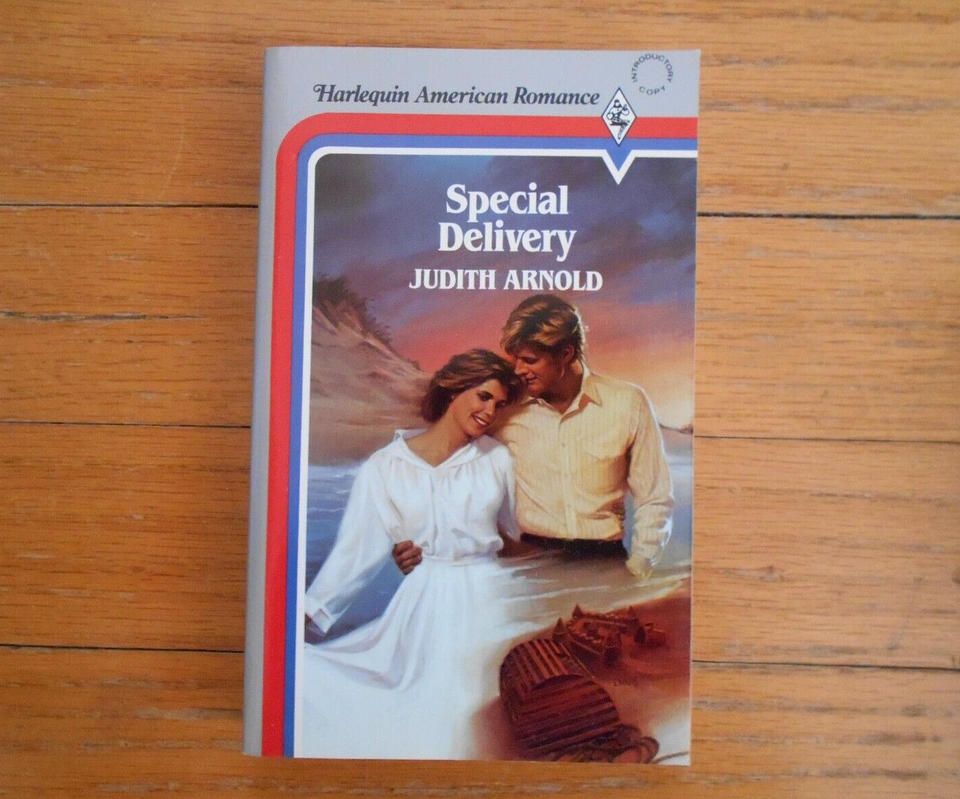 INTRODUCTORY
COPY
Harlequin American Romance
Special
Delivery
JUDITH ARNOLD